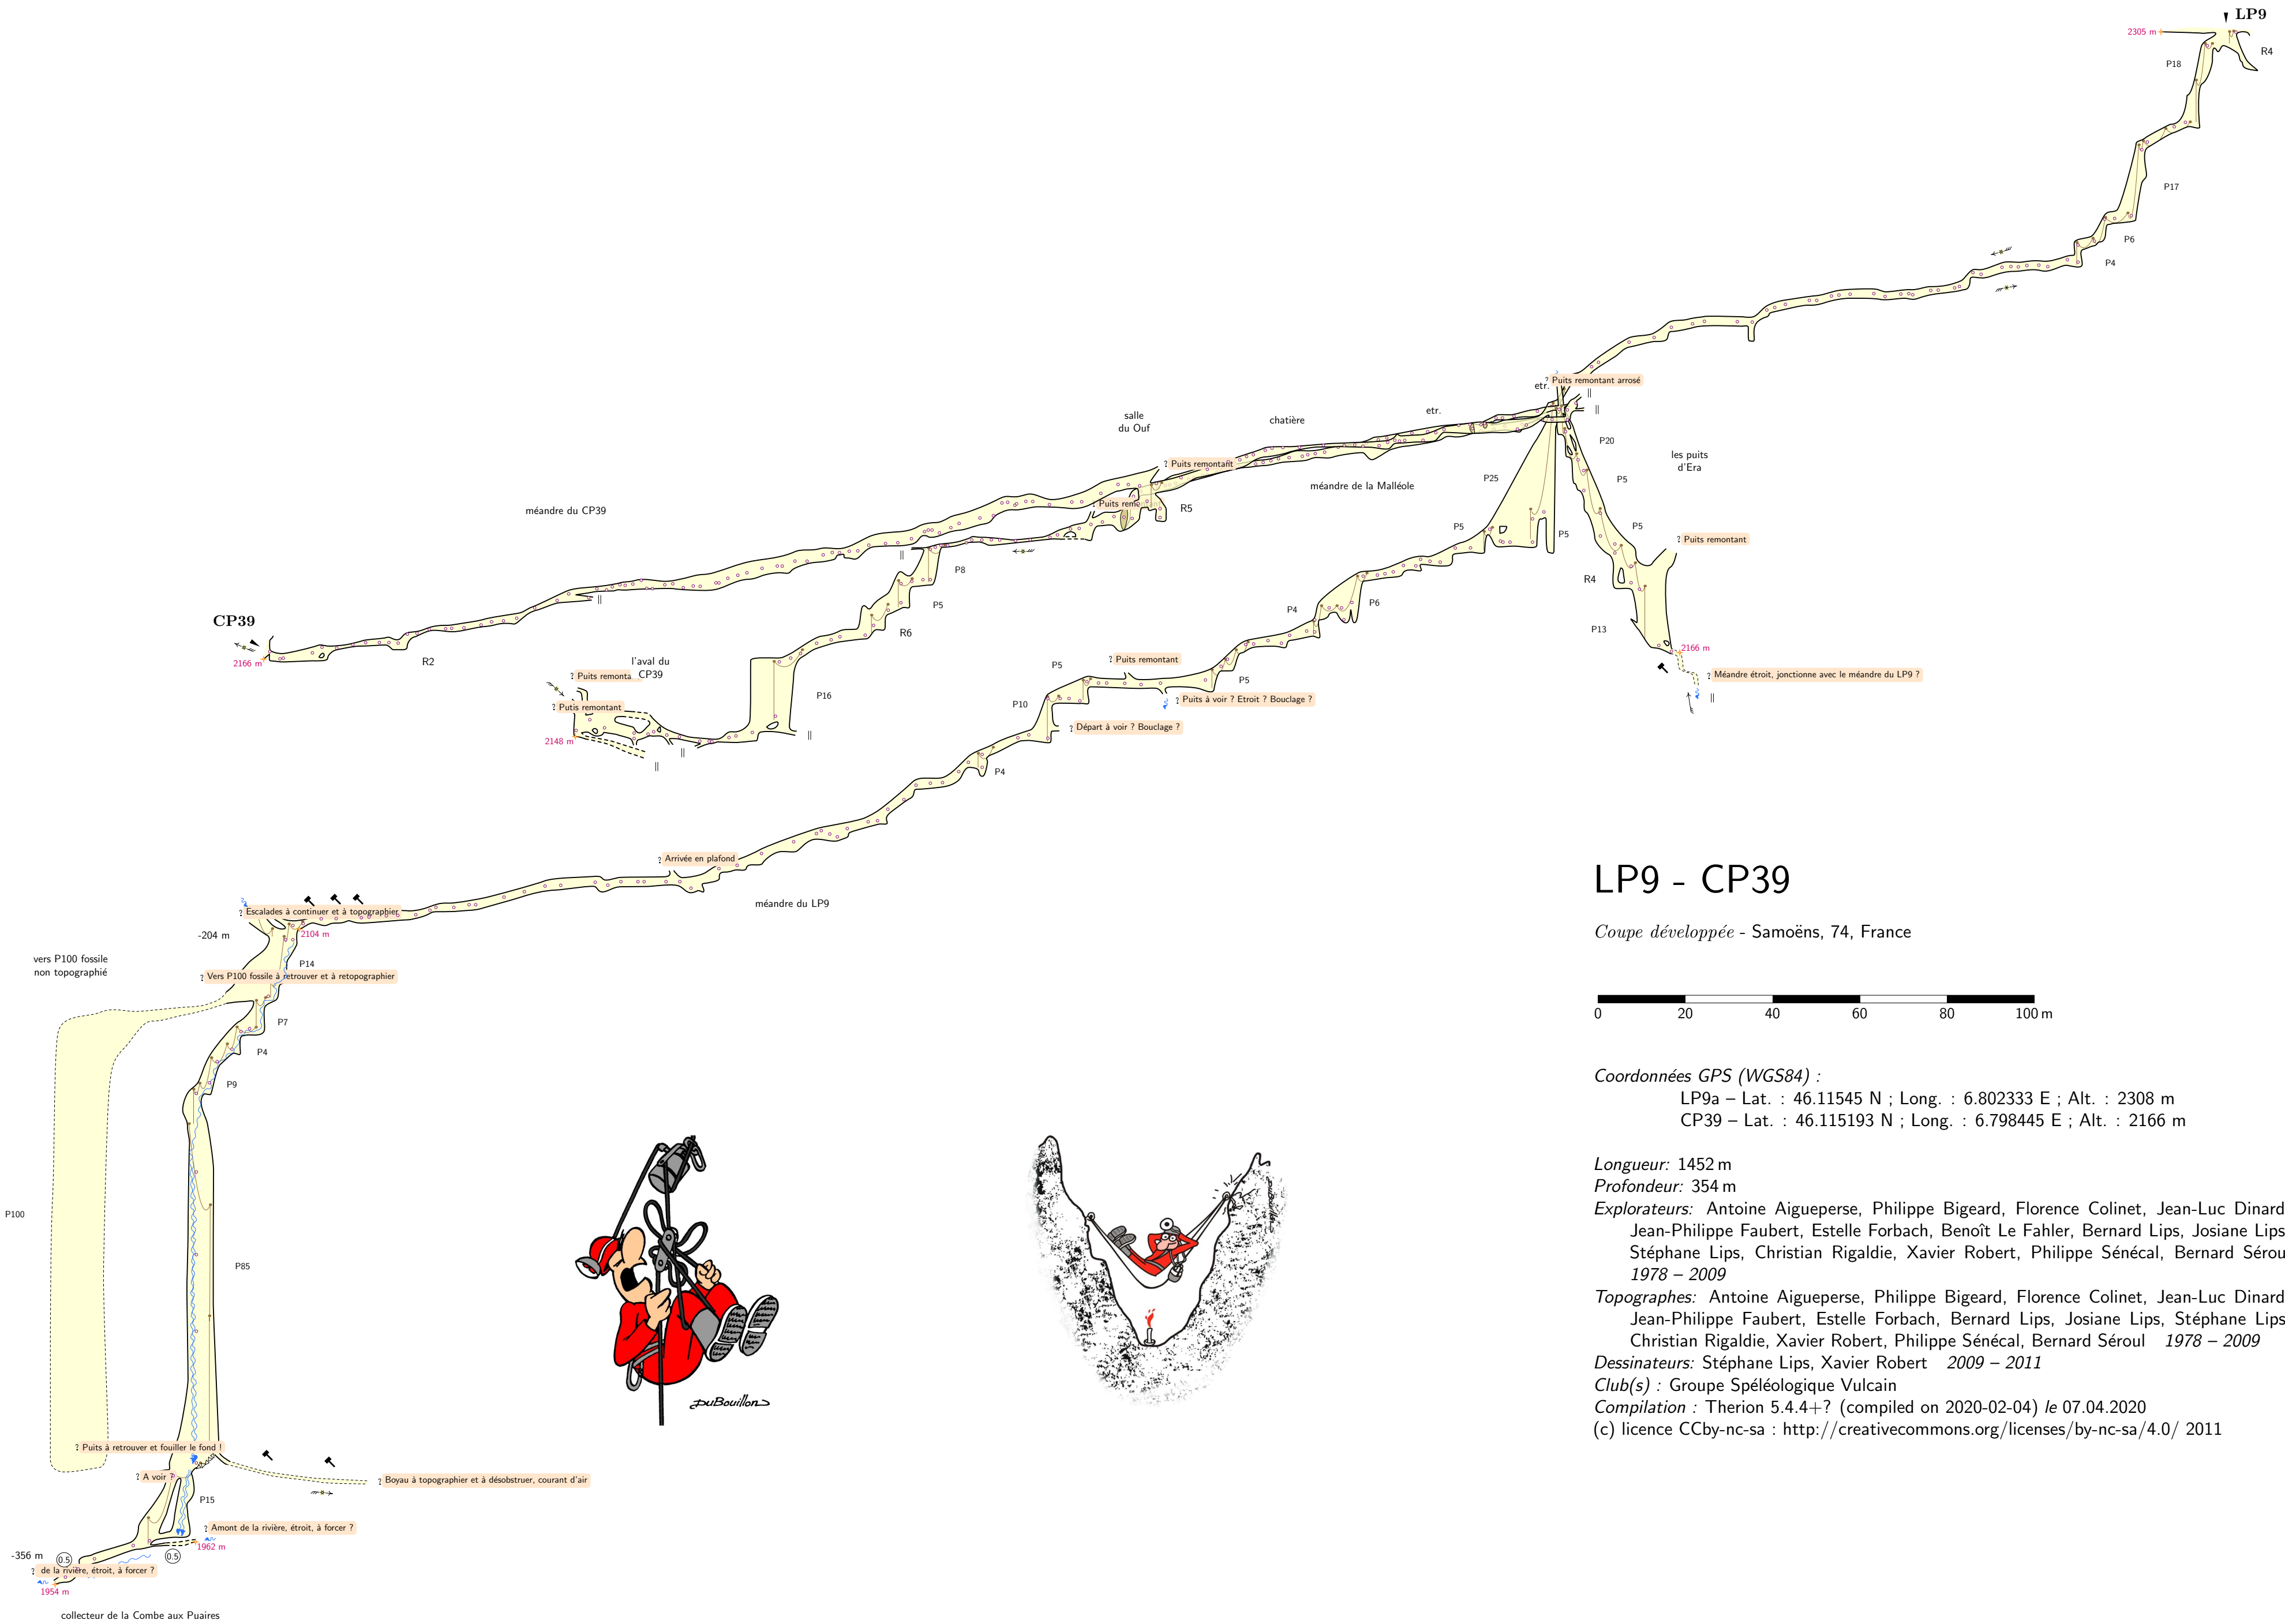 LP9
2305 m
R4
P18
P17
P6
P4
Puits remontant arrosé
etr.
salle
du Ouf
chatière
etr.
P20
les puits
d'Era
Puits remontant
méandre de la Malléole
P25
P5
méandre du CP39
R5
P5
P5
P5
Puits remontant
P8
R4
P5
P6
P4
CP39
R6
P13
2166 m
R2
l'aval du
CP39
2166 m
P5
Puits remontant
Méandre étroit, jonctionne avec le méandre du LP9 ?
P5
P16
Puits à voir ? Etroit ? Bouclage ?
P10
Putis remontant
Départ à voir ? Bouclage ?
2148 m
P4
Arrivée en plafond
méandre du LP9
Escalades à continuer et à topographier
-204 m
2104 m
vers P100 fossile
non topographié
P14
Vers P100 fossile à retrouver et à retopographier
P7
P4
P9
P100
P85
Puits à retrouver et fouiller le fond !
A voir ?
Boyau à topographier et à désobstruer, courant d'air
P15
Amont de la rivière, étroit, à forcer ?
1962 m
-356 m
0.5
0.5
de la rivière, étroit, à forcer ?
1954 m
collecteur de la Combe aux Puaires
DuBouillon
LP9 - CP39
Coupe développée - Samoëns, 74, France
0 20 40 60 80 100 m
Coordonnées GPS (WGS84) :
LP9a – Lat. : 46.11545 N ; Long. : 6.802333 E ; Alt. : 2308 m
CP39 – Lat. : 46.115193 N ; Long. : 6.798445 E ; Alt. : 2166 m
Longueur: 1452 m
Profondeur: 354 m
Explorateurs: Antoine Aigueperse, Philippe Bigeard, Florence Colinet, Jean-Luc Dinard
Jean-Philippe Faubert, Estelle Forbach, Benoît Le Fahler, Bernard Lips, Josiane Lips
Stéphane Lips, Christian Rigaldie, Xavier Robert, Philippe Sénécal, Bernard Sérou
1978 – 2009
Topographes: Antoine Aigueperse, Philippe Bigeard, Florence Colinet, Jean-Luc Dinard
Jean-Philippe Faubert, Estelle Forbach, Bernard Lips, Josiane Lips, Stéphane Lips
Christian Rigaldie, Xavier Robert, Philippe Sénécal, Bernard Séroul 1978 – 2009
Dessinateurs: Stéphane Lips, Xavier Robert 2009 – 2011
Club(s) : Groupe Spéléologique Vulcain
Compilation : Therion 5.4.4+? (compiled on 2020-02-04) le 07.04.2020
(c) licence CCby-nc-sa : http://creativecommons.org/licenses/by-nc-sa/4.0/ 2011